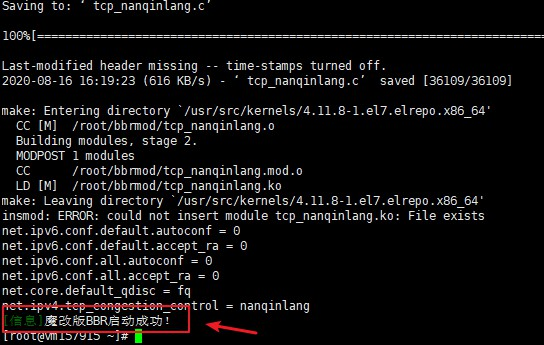 Saving to: ‘ tcp_nanqinlang.c’
100%[======================================================================
Last-modified header missing -- time-stamps turned off.
2020-08-16 16:19:23 (616 KB/s) - ‘ tcp_nanqinlang.c’ saved [36109/36109]
make: Entering directory `/usr/src/kernels/4.11.8-1.el7.elrepo.x86_64'
CC [M] /root/bbrmod/tcp_nanqinlang.o
Building modules, stage 2.
MODPOST 1 modules
CC /root/bbrmod/tcp_nanqinlang.mod.o
LD [M] /root/bbrmod/tcp_nanqinlang.ko
make: Leaving directory `/usr/src/kernels/4.11.8-1.el7.elrepo.x86_64'
insmod: ERROR: could not insert module tcp_nanqinlang.ko: File exists
net.ipv6.conf.default.autoconf = 0
net.ipv6.conf.default.accept_ra = 0
net.ipv6.conf.all.autoconf = 0
net.ipv6.conf.all.accept_ra = 0
net.core.default_qdisc = fq
net.ipv4.tcp_congestion_control = nanqinlang
[信息]魔改版BBR启动成功！
[root@vm157915 ~]#